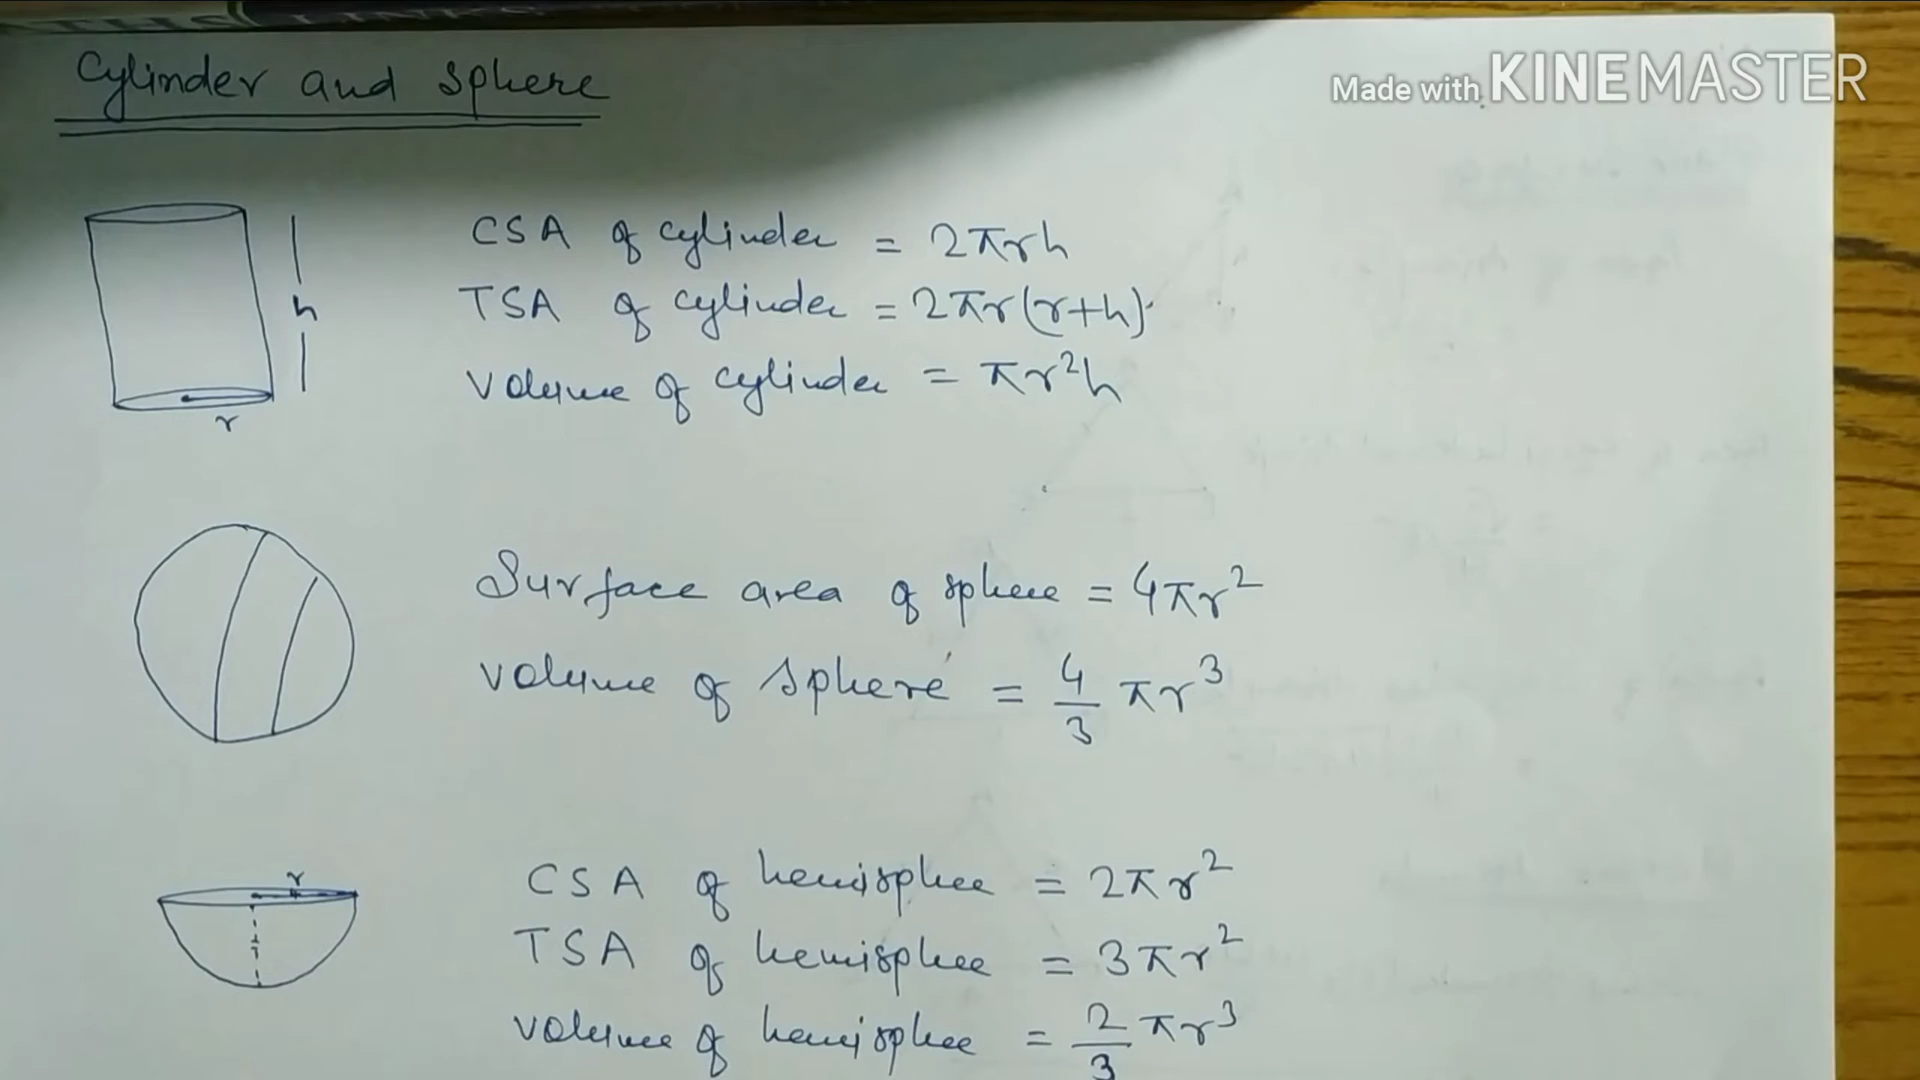 THS LINKS
Made with KINEMASTER
Cylinder and sphere
CSA of cylinder = 2πrh
h
TSA of cylinder = 2πr(r+h)
Volume of cylinder = πr²h
r
Surface area of sphere = 4πr²
Volume of sphere = 4/3 πr³
r
CSA of hemisphere = 2πr²
TSA of hemisphere = 3πr²
Volume of hemisphere = 2/3 πr³